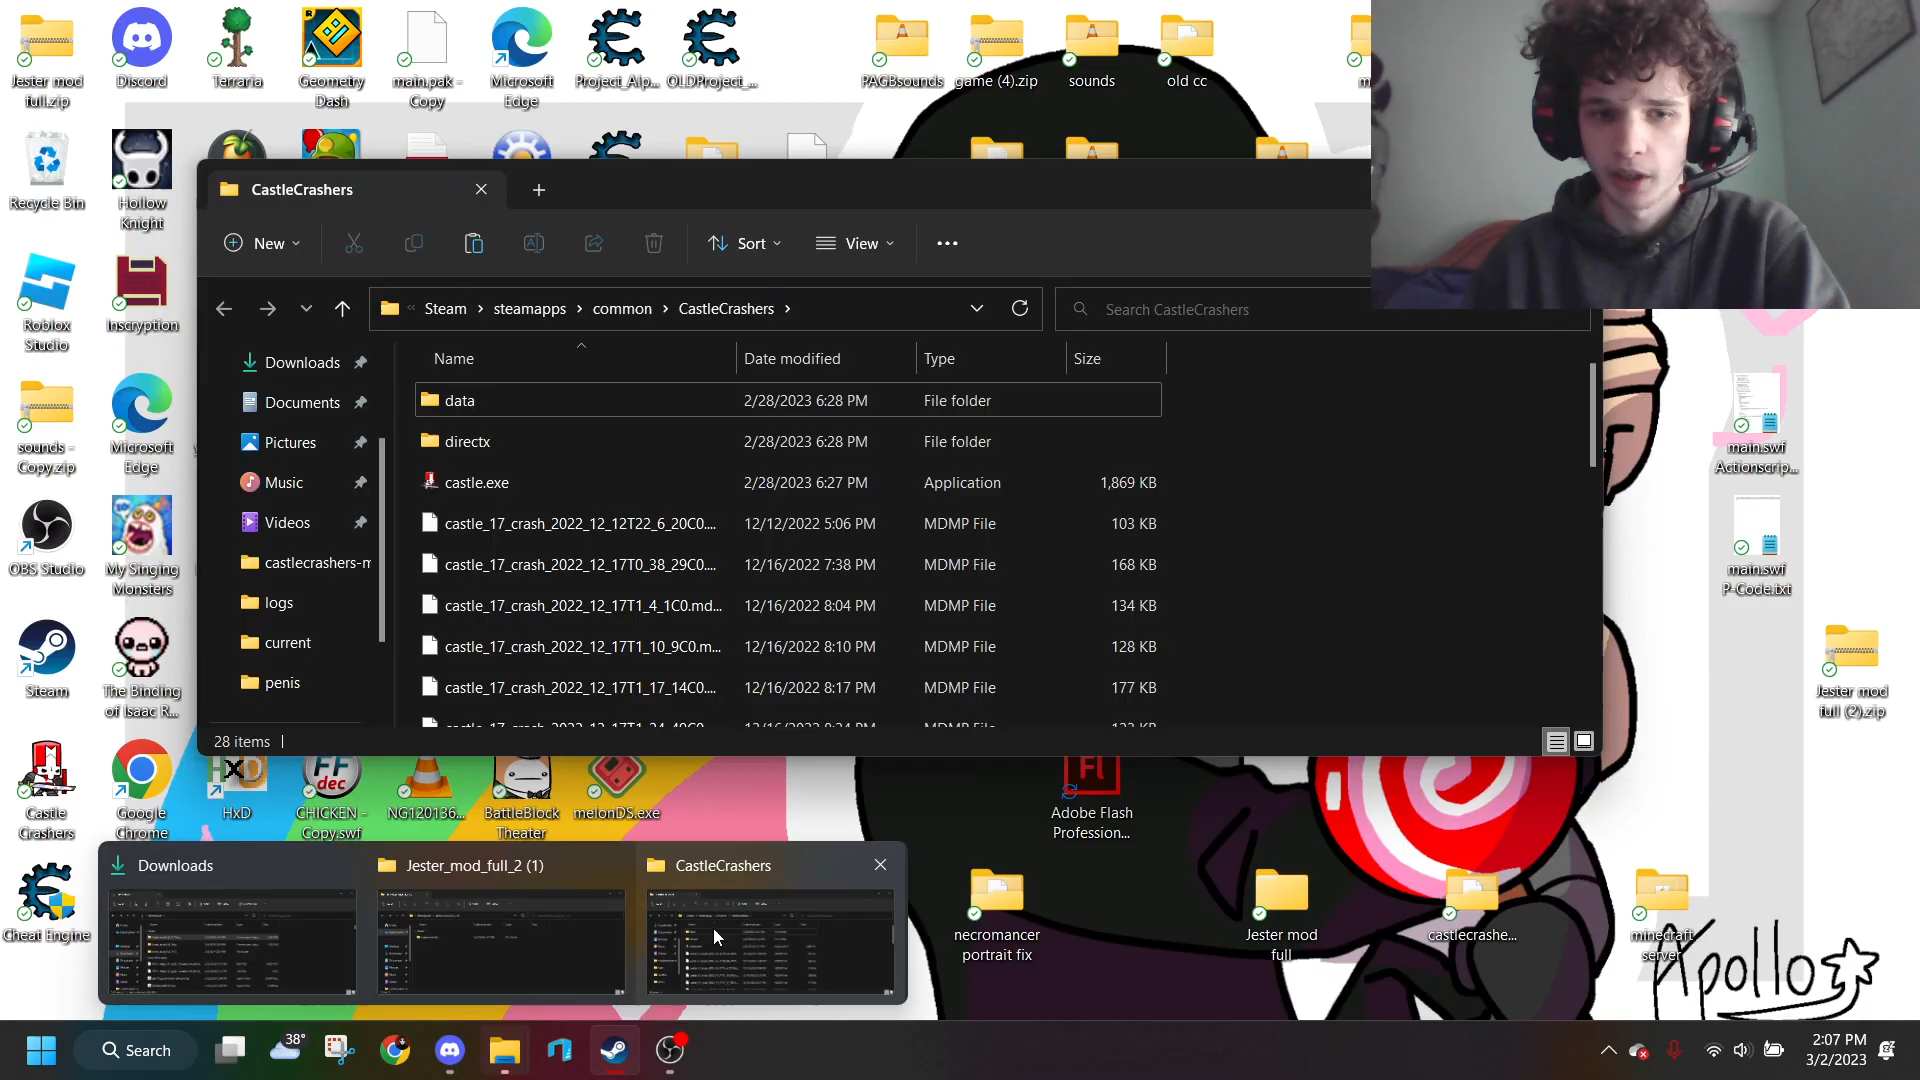 Jester mod
full.zip
Discord
Terraria
Geometry
Dash
main.pak -
Copy
Microsoft
Edge
Project_Alp...
OLDProject_...
PAGBsounds
game (4).zip
sounds
old cc
Recycle Bin
Hollow
Knight
CastleCrashers
New
Sort
View
Steam
steamapps
common
CastleCrashers
Search CastleCrashers
Roblox
Studio
Inscryption
Downloads
Documents
Pictures
Music
Videos
castlecrashers-m
logs
current
penis
Name
Date modified
Type
Size
data 2/28/2023 6:28 PM File folder
directx 2/28/2023 6:28 PM File folder
castle.exe 2/28/2023 6:27 PM Application 1,869 KB
castle_17_crash_2022_12_12T22_6_20C0.... 12/12/2022 5:06 PM MDMP File 103 KB
castle_17_crash_2022_12_17T0_38_29C0.... 12/16/2022 7:38 PM MDMP File 168 KB
castle_17_crash_2022_12_17T1_4_1C0.md... 12/16/2022 8:04 PM MDMP File 134 KB
castle_17_crash_2022_12_17T1_10_9C0.m... 12/16/2022 8:10 PM MDMP File 128 KB
castle_17_crash_2022_12_17T1_17_14C0.... 12/16/2022 8:17 PM MDMP File 177 KB
28 items
sounds -
Copy.zip
Microsoft
Edge
OBS Studio
My Singing
Monsters
Steam
The Binding
of Isaac R...
main.swf
Actionscrip...
main.swf
P-Code.txt
Jester mod
full (2).zip
Castle
Crashers
Google
Chrome
HxD
HxD
FF
dec
CHICKEN -
Copy.swf
NG120136...
BattleBlock
Theater
melonDS.exe
Fl
Adobe Flash
Profession...
Cheat Engine
Downloads
Jester_mod_full_2 (1)
CastleCrashers
necromancer
portrait fix
Jester mod
full
castlecrashe...
minecraft
server
Apollo
Search
38°
2:07 PM
3/2/2023